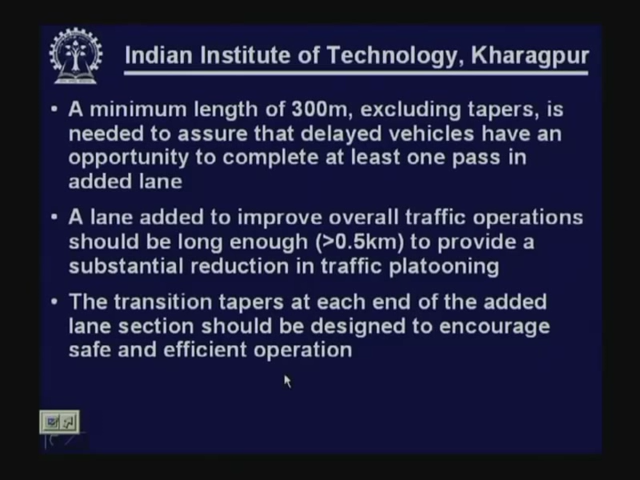 Indian Institute of Technology, Kharagpur
• A minimum length of 300m, excluding tapers, is
needed to assure that delayed vehicles have an
opportunity to complete at least one pass in
added lane
• A lane added to improve overall traffic operations
should be long enough (>0.5km) to provide a
substantial reduction in traffic platooning
• The transition tapers at each end of the added
lane section should be designed to encourage
safe and efficient operation